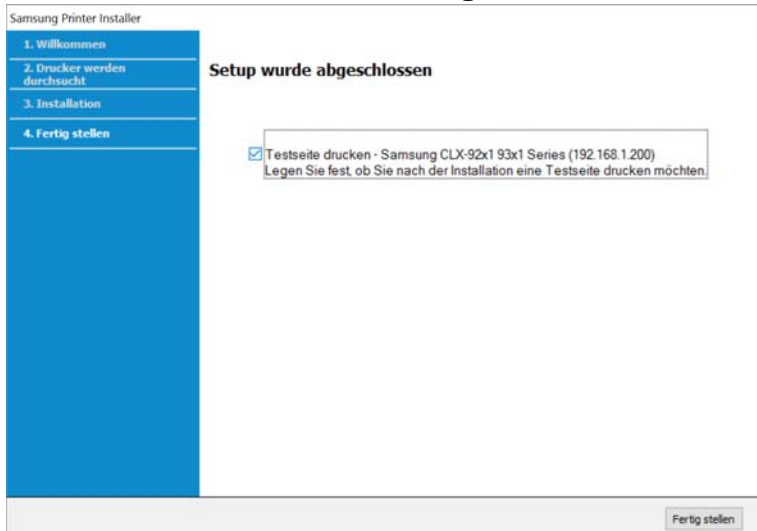 Samsung Printer Installer
1. Willkommen
2. Drucker werden
durchsucht
3. Installation
4. Fertig stellen
Setup wurde abgeschlossen
Testseite drucken - Samsung CLX-92x1 93x1 Series (192.168.1.200)
Legen Sie fest, ob Sie nach der Installation eine Testseite drucken möchten.
Fertig stellen